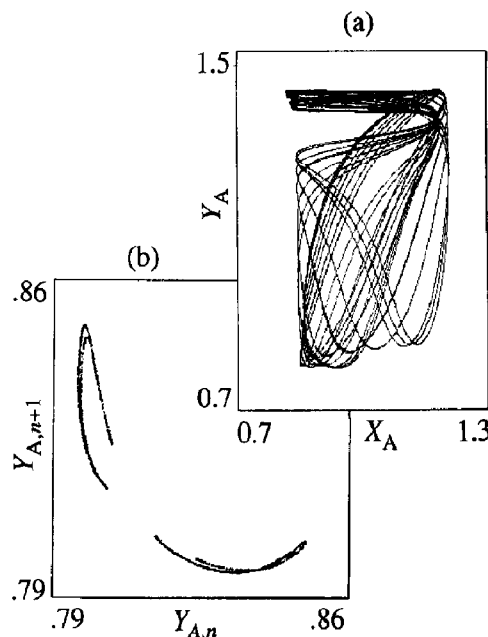 (a)
1.5
Y_A
0.7
0.7 X_A 1.3
(b)
.86
Y_A,n+1
.79
.79 Y_A,n .86